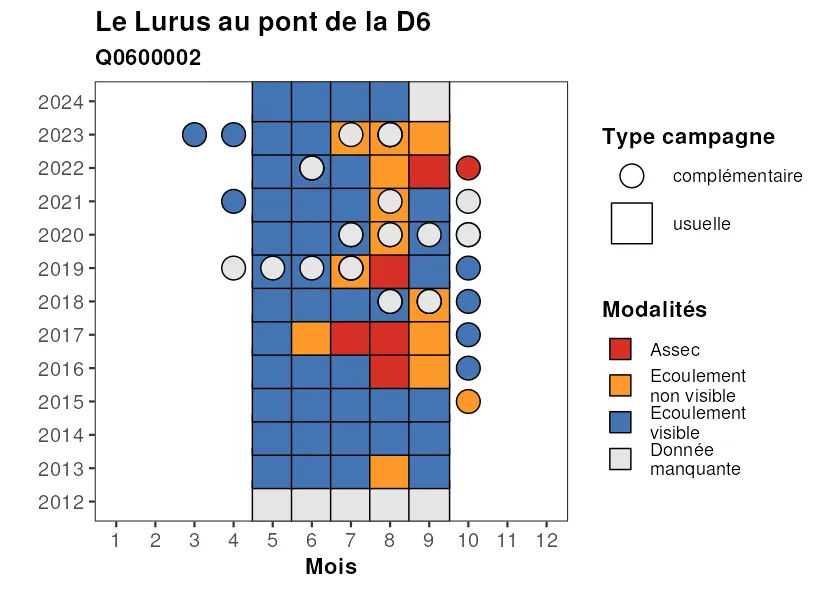 Le Lurus au pont de la D6
Q0600002
2024
2023
2022
2021
2020
2019
2018
2017
2016
2015
2014
2013
2012
1 2 3 4 5 6 7 8 9 10 11 12
Mois
Type campagne
complémentaire
usuelle
Modalités
Assec
Ecoulement
non visible
Ecoulement
visible
Donnée
manquante